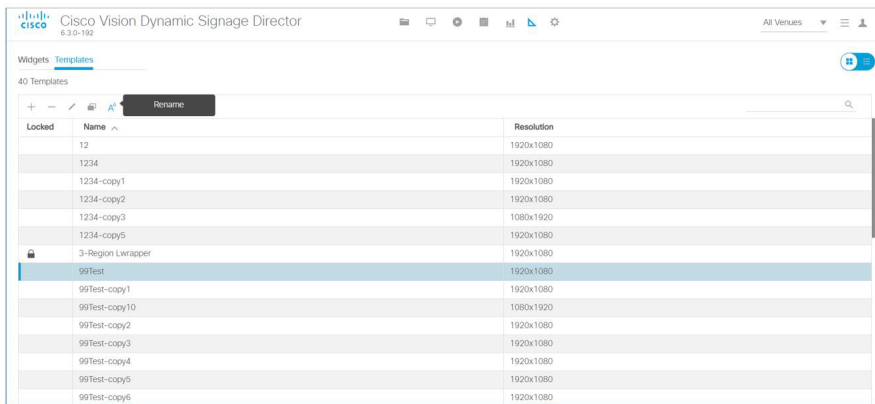 CISCO
Cisco Vision Dynamic Signage Director
6.3.0-192
All Venues
Widgets Templates
40 Templates
Rename
Locked Name Resolution
12 1920x1080
1234 1920x1080
1234-copy1 1920x1080
1234-copy2 1920x1080
1234-copy3 1080x1920
1234-copy5 1920x1080
3-Region Lwrapper 1920x1080
99Test 1920x1080
99Test-copy1 1920x1080
99Test-copy10 1080x1920
99Test-copy2 1920x1080
99Test-copy3 1920x1080
99Test-copy4 1920x1080
99Test-copy5 1920x1080
99Test-copy6 1920x1080